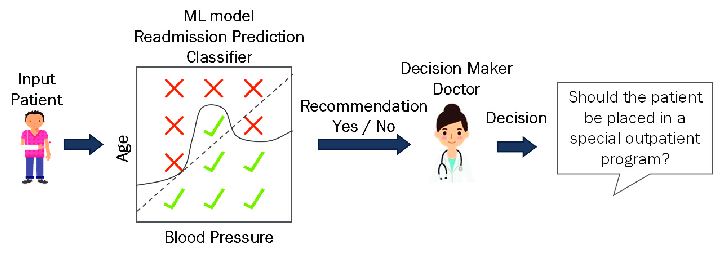 ML model
Readmission Prediction
Classifier
Input
Patient
Age
Blood Pressure
Recommendation
Yes / No
Decision Maker
Doctor
Decision
Should the patient
be placed in a
special outpatient
program?